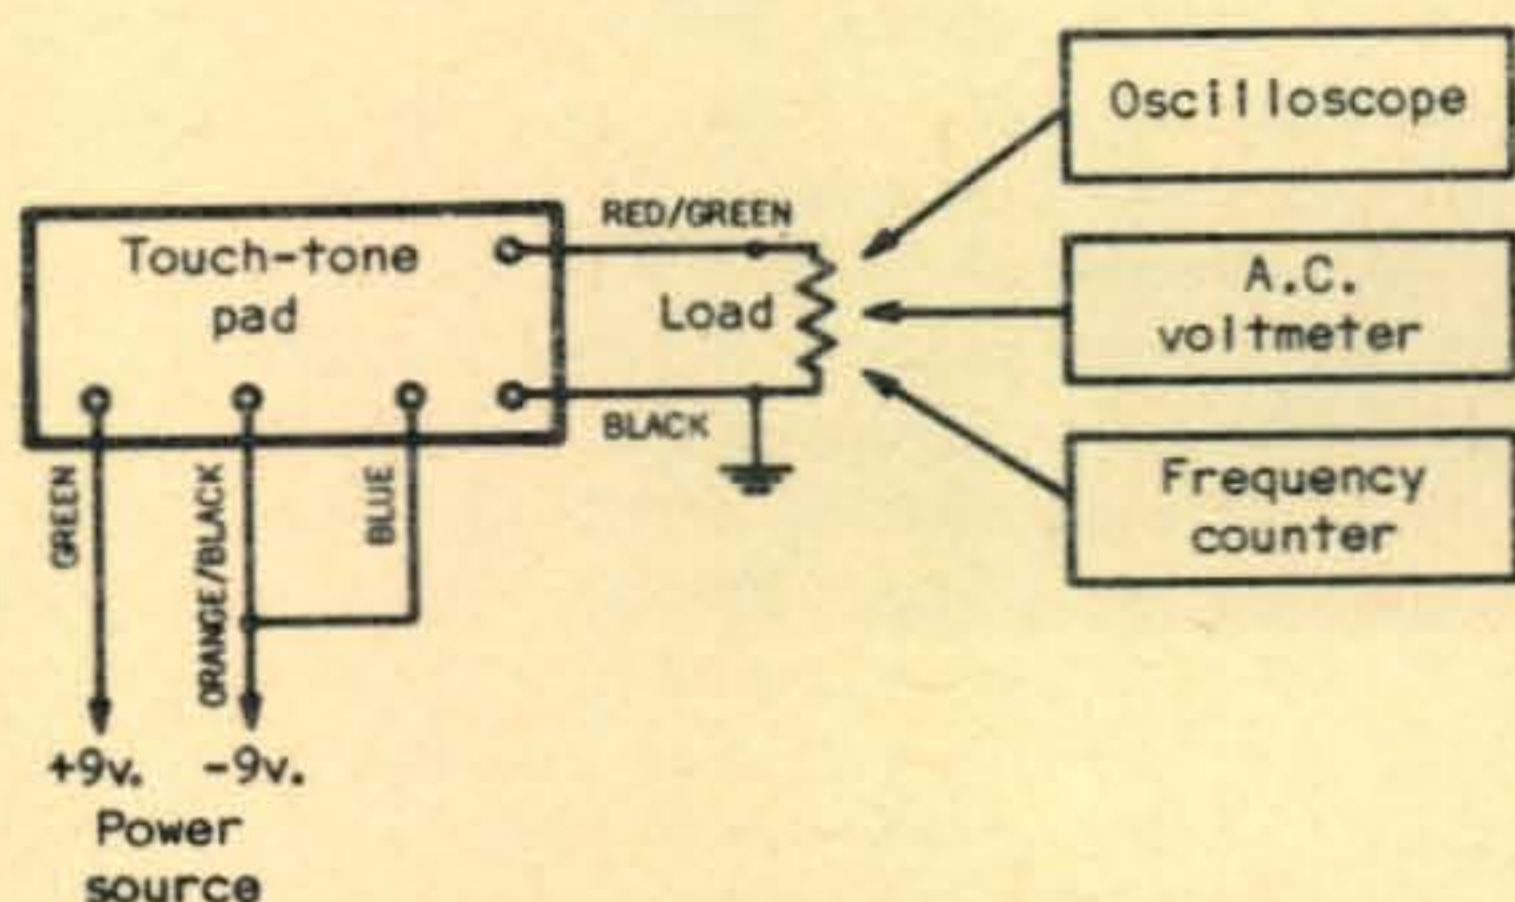 Oscilloscope
RED/GREEN
Touch-tone
pad
Load
A.C.
voltmeter
BLACK
Frequency
counter
GREEN
ORANGE/BLACK
BLUE
+9v. -9v.
Power
source